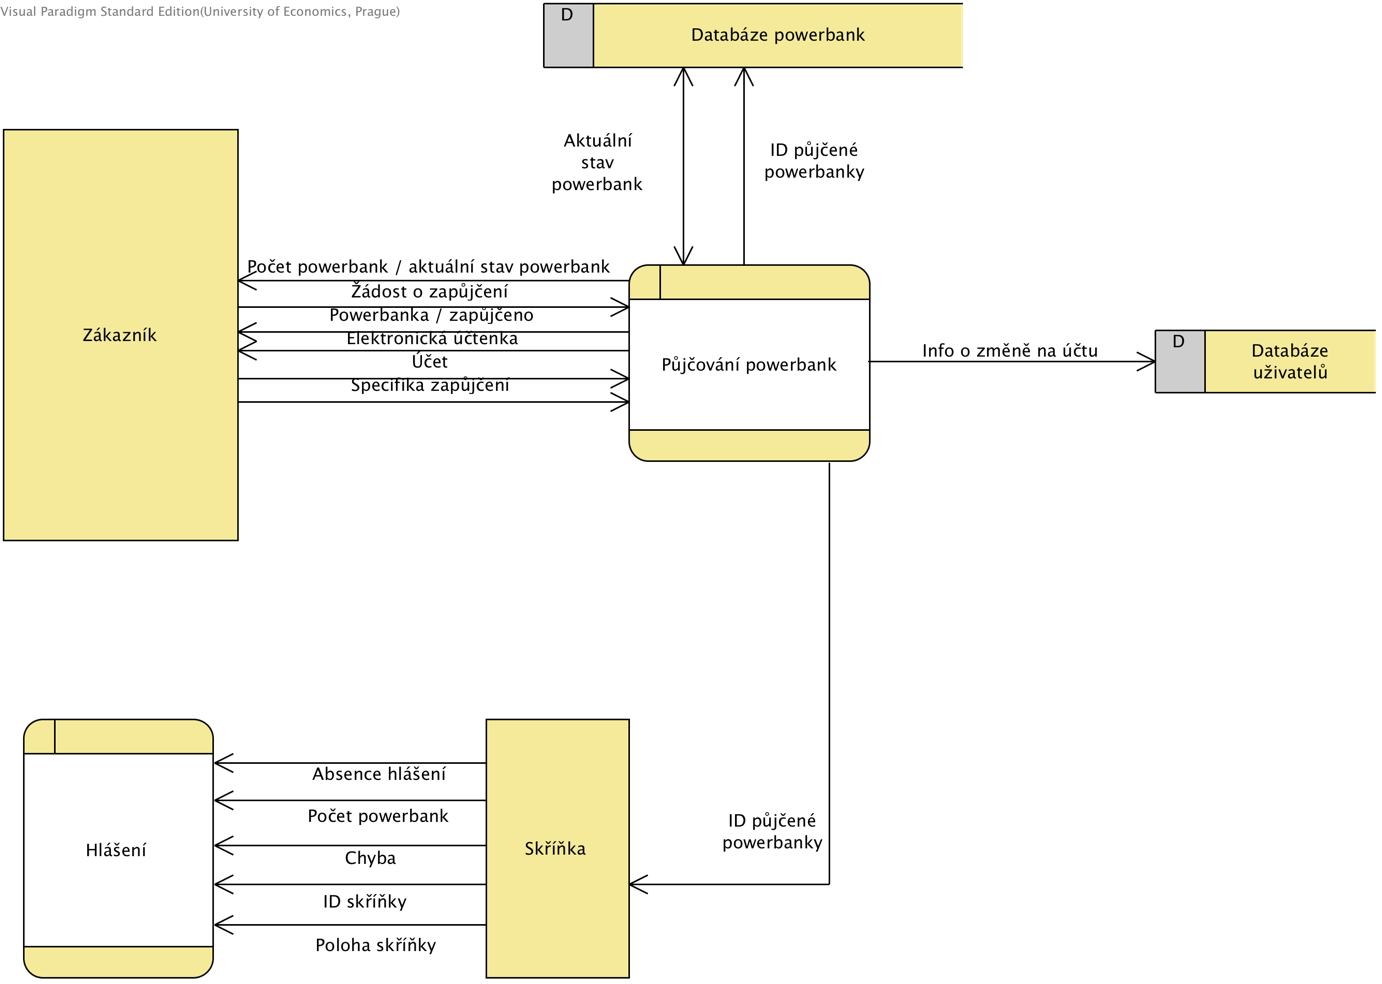 Visual Paradigm Standard Edition(University of Economics, Prague)
D
Databáze powerbank
Aktuální
stav
powerbank
ID půjčené
powerbanky
Počet powerbank / aktuální stav powerbank
Žádost o zapůjčení
Powerbanka / zapůjčeno
Elektronická účtenka
Účet
Specifika zapůjčení
Zákazník
Půjčování powerbank
Info o změně na účtu
D
Databáze
uživatelů
Absence hlášení
Počet powerbank
Chyba
ID skříňky
Poloha skříňky
Hlášení
Skříňka
ID půjčené
powerbanky